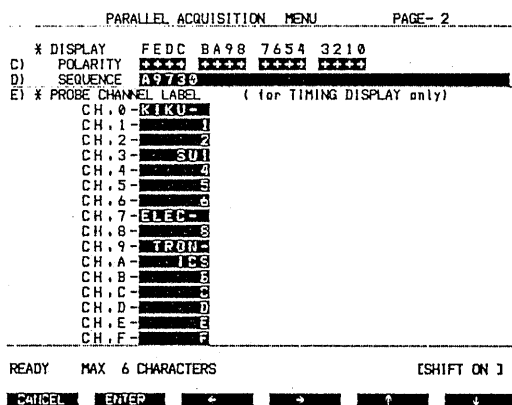 PARALLEL ACQUISITION MENU PAGE- 2
* DISPLAY FEDC BA98 7654 3210
C) POLARITY ++++ ++++ ++++ ++++
D) SEQUENCE A9730
E) * PROBE CHANNEL LABEL ( for TIMING DISPLAY only)
CH.0-KIKU-
CH.1- 1
CH.2- 2
CH.3- SUI
CH.4- 4
CH.5- 5
CH.6- 6
CH.7-ELEC-
CH.8- 8
CH.9- TRON-
CH.A- ICS
CH.B- B
CH.C- C
CH.D- D
CH.E- E
CH.F- F
READY MAX 6 CHARACTERS [SHIFT ON ]
CANCEL ENTER ← → ↑ ↓